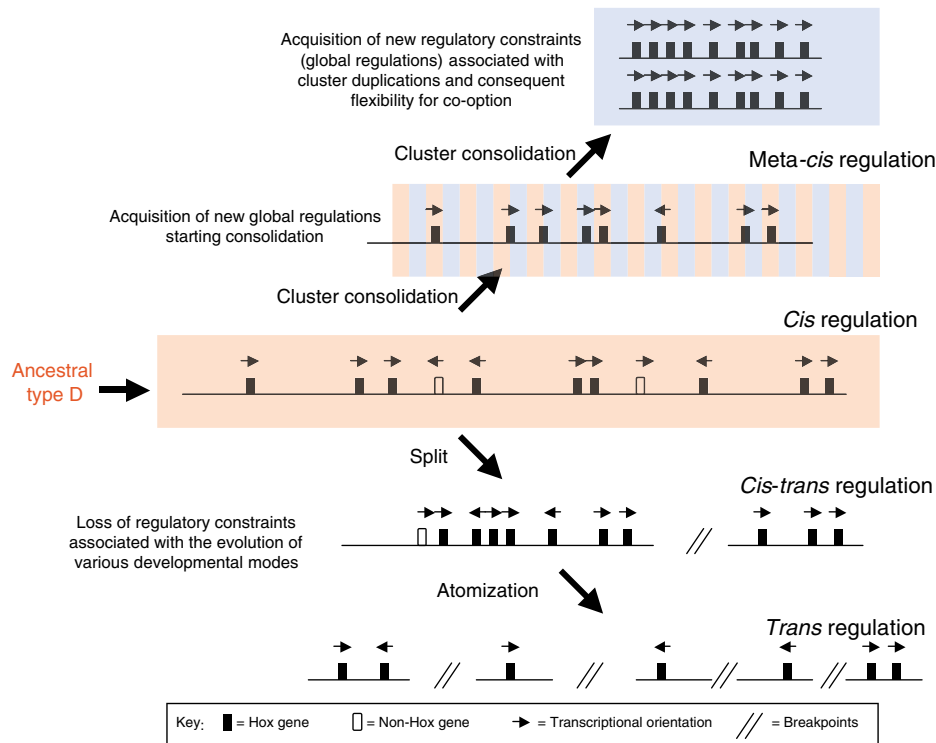 Acquisition of new regulatory constraints
(global regulations) associated with
cluster duplications and consequent
flexibility for co-option
Cluster consolidation
Meta-cis regulation
Acquisition of new global regulations
starting consolidation
Cluster consolidation
Cis regulation
Ancestral
type D
Split
Cis-trans regulation
Loss of regulatory constraints
associated with the evolution of
various developmental modes
Atomization
Trans regulation
Key: = Hox gene = Non-Hox gene = Transcriptional orientation = Breakpoints